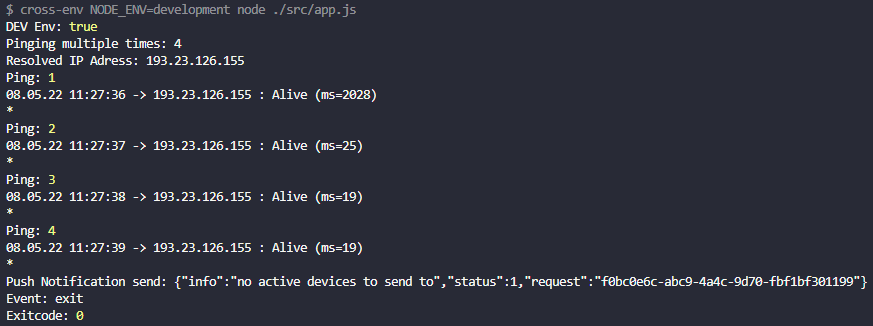 $ cross-env NODE_ENV=development node ./src/app.js
DEV Env: true
Pinging multiple times: 4
Resolved IP Adress: 193.23.126.155
Ping: 1
08.05.22 11:27:36 -> 193.23.126.155 : Alive (ms=2028)
*
Ping: 2
08.05.22 11:27:37 -> 193.23.126.155 : Alive (ms=25)
*
Ping: 3
08.05.22 11:27:38 -> 193.23.126.155 : Alive (ms=19)
*
Ping: 4
08.05.22 11:27:39 -> 193.23.126.155 : Alive (ms=19)
*
Push Notification send: {"info":"no active devices to send to","status":1,"request":"f0bc0e6c-abc9-4a4c-9d70-fbf1bf301199"}
Event: exit
Exitcode: 0